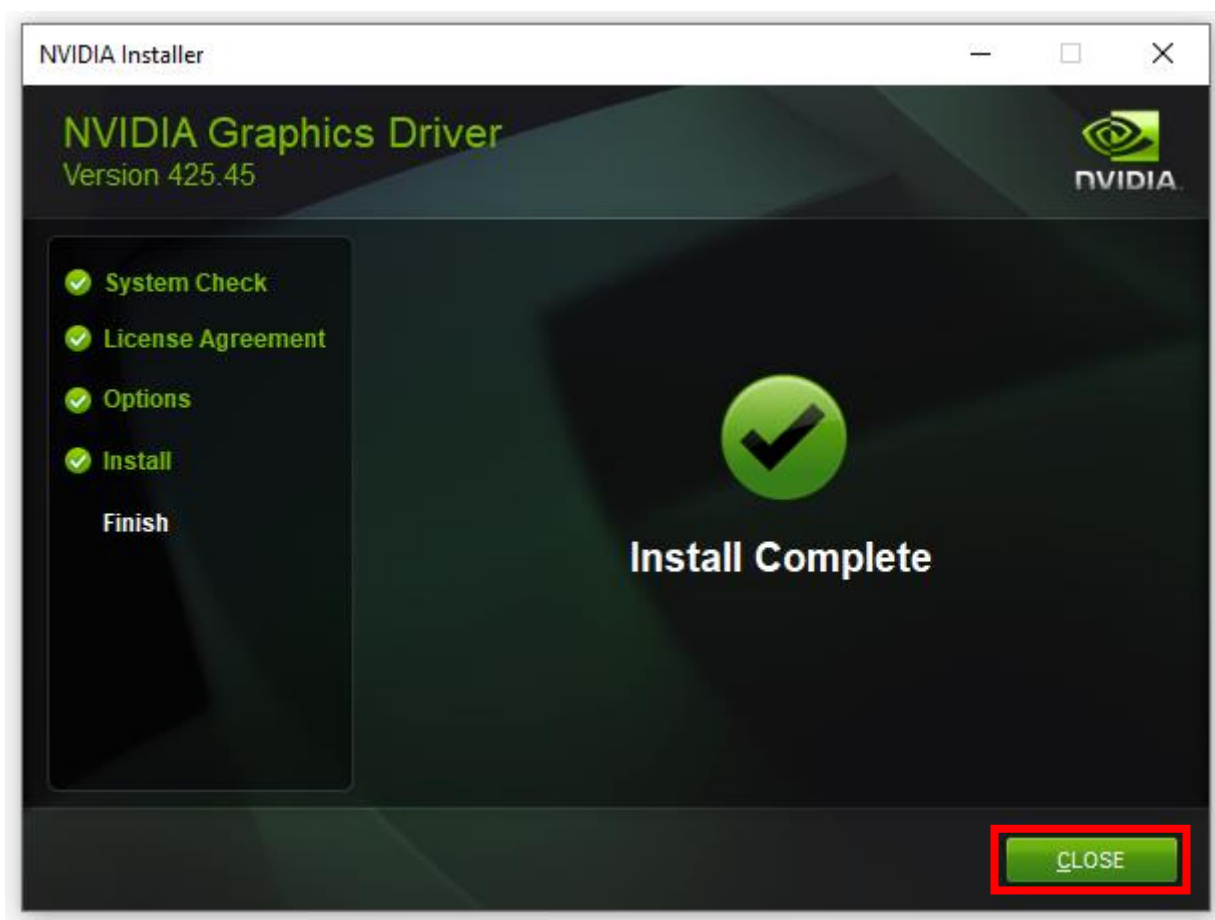 NVIDIA Installer
NVIDIA Graphics Driver
Version 425.45
NVIDIA.
System Check
License Agreement
Options
Install
Finish
Install Complete
CLOSE